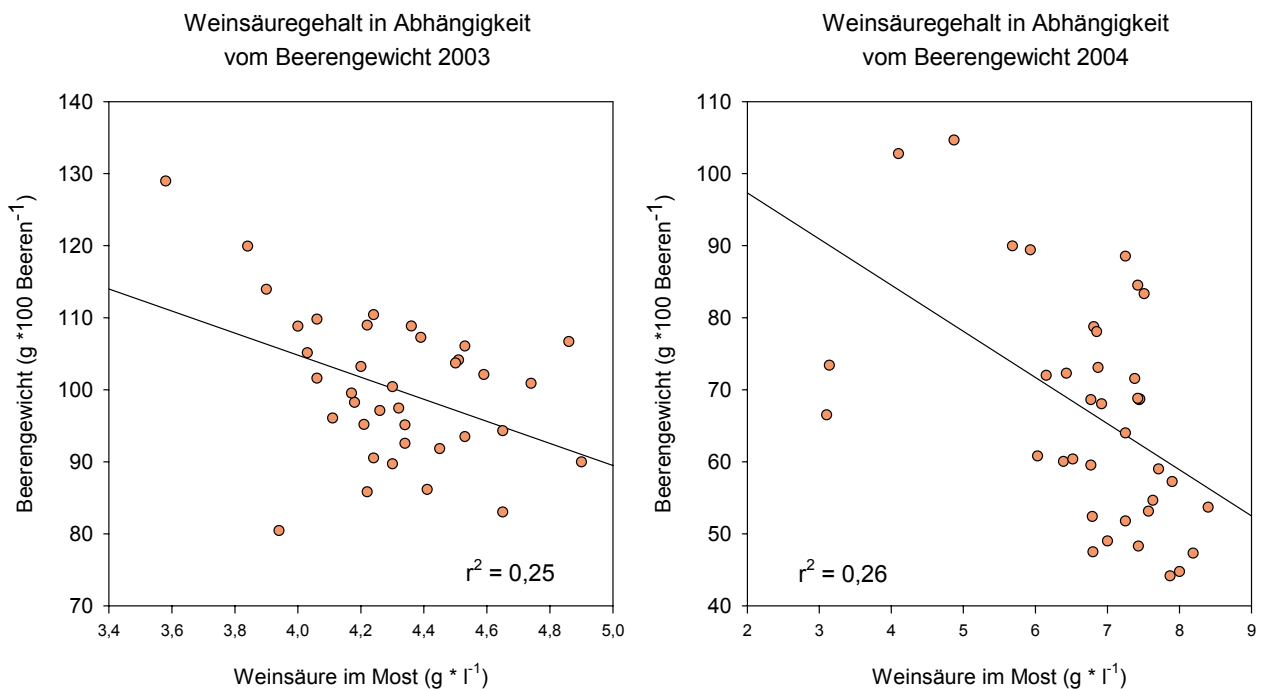 Weinsäuregehalt in Abhängigkeit
vom Beerengewicht 2003
140
130
120
110
100
90
80
70
3,4 3,6 3,8 4,0 4,2 4,4 4,6 4,8 5,0
Beerengewicht (g *100 Beeren⁻¹)
r² = 0,25
Weinsäure im Most (g * l⁻¹)
Weinsäuregehalt in Abhängigkeit
vom Beerengewicht 2004
110
100
90
80
70
60
50
40
2 3 4 5 6 7 8 9
Beerengewicht (g *100 Beeren⁻¹)
r² = 0,26
Weinsäure im Most (g * l⁻¹)